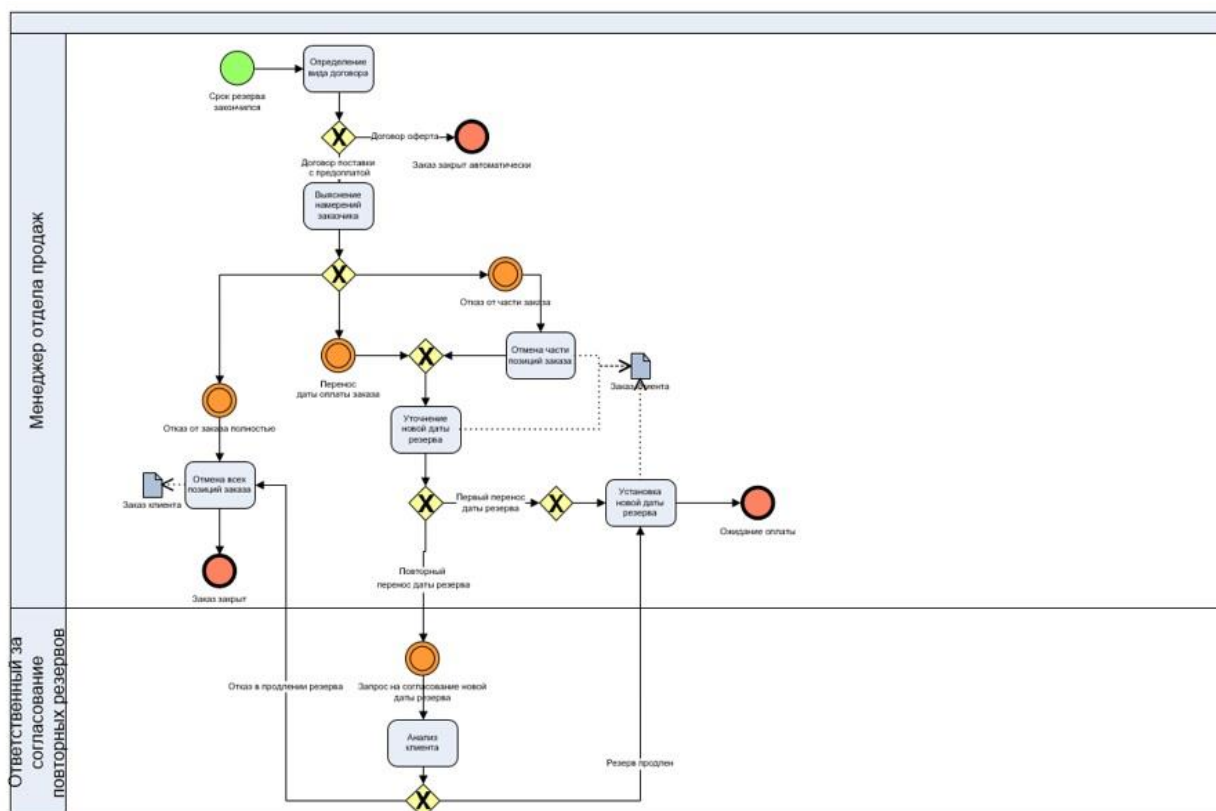 Менеджер отдела продаж
Срок резерва
закончился
Определение
вида договора
Договор оферта
Заказ закрыт автоматически
Договор поставки
с предоплатой
Выяснение
намерений
заказчика
Отказ от части заказа
Отмена части
позиций заказа
Заказ клиента
Перенос
даты оплаты заказа
Отказ от заказа полностью
Уточнение
новой даты
резерва
Отмена всех
позиций заказа
Заказ клиента
Первый перенос
даты резерва
Установка
новой даты
резерва
Ожидание оплаты
Повторный
перенос даты резерва
Заказ закрыт
Ответственный за
согласование
повторных резервов
Отказ в продлении резерва
Запрос на согласование новой
даты резерва
Анализ
клиента
Резерв продлен